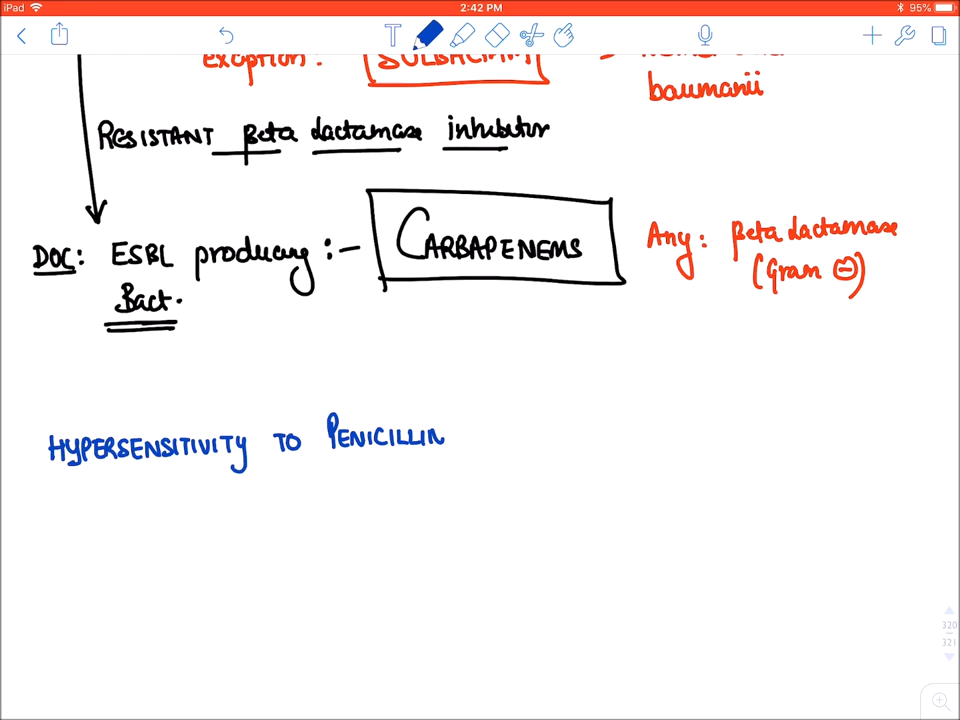 iPad 2:42 PM 95%
T
exception: SULBACTAM
baumanii
RESISTANT Beta lactamase inhibitor
DOC: ESBL producing :- CARBAPENEMS Any: Beta lactamase
Bact. (Gram ⊖)
HYPERSENSITIVITY TO PENICILLIN
320
321